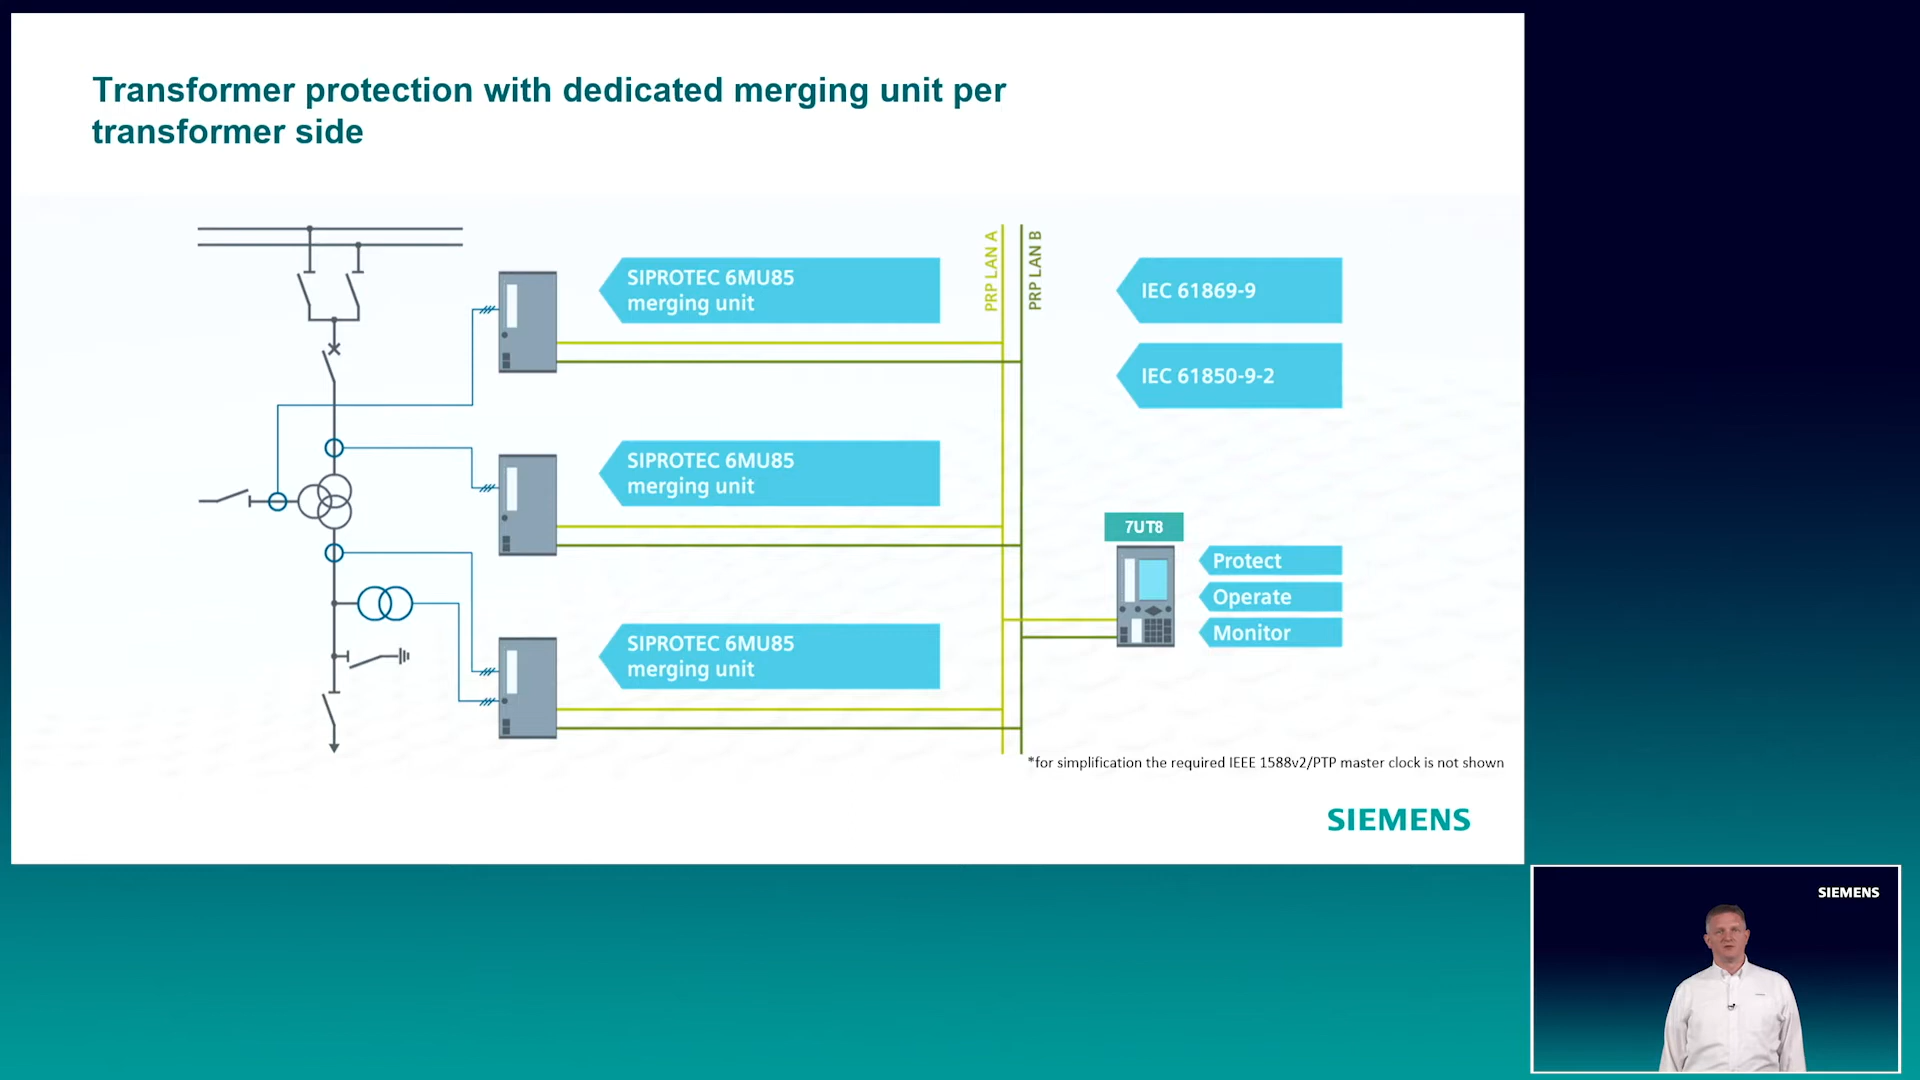 Transformer protection with dedicated merging unit per
transformer side
SIPROTEC 6MU85
merging unit
PRP LAN A
PRP LAN B
IEC 61869-9
IEC 61850-9-2
SIPROTEC 6MU85
merging unit
7UT8
Protect
Operate
Monitor
SIPROTEC 6MU85
merging unit
*for simplification the required IEEE 1588v2/PTP master clock is not shown
SIEMENS
SIEMENS